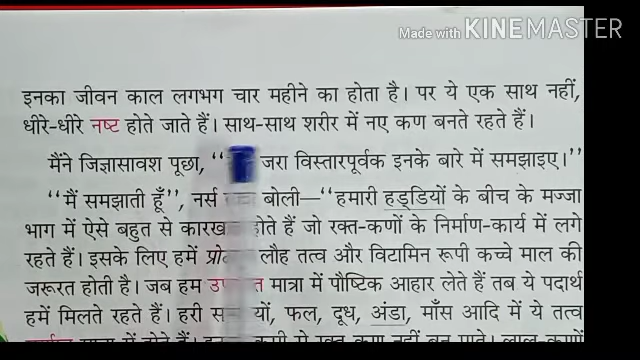 Made with KINEMASTER
इनका जीवन काल लगभग चार महीने का होता है। पर ये एक साथ नहीं,
धीरे-धीरे नष्ट होते जाते हैं। साथ-साथ शरीर में नए कण बनते रहते हैं।
मैंने जिज्ञासावश पूछा, “ जरा विस्तारपूर्वक इनके बारे में समझाइए।”
“मैं समझाती हूँ”, नर्स बोली—“हमारी हड्डियों के बीच के मज्जा
भाग में ऐसे बहुत से होते हैं जो रक्त-कणों के निर्माण-कार्य में लगे
रहते हैं। इसके लिए हमें लौह तत्व और विटामिन रूपी कच्चे माल की
जरूरत होती है। जब हम मात्रा में पौष्टिक आहार लेते हैं तब ये पदार्थ
हमें मिलते रहते हैं। हरी फल, दूध, अंडा, माँस आदि में ये तत्व